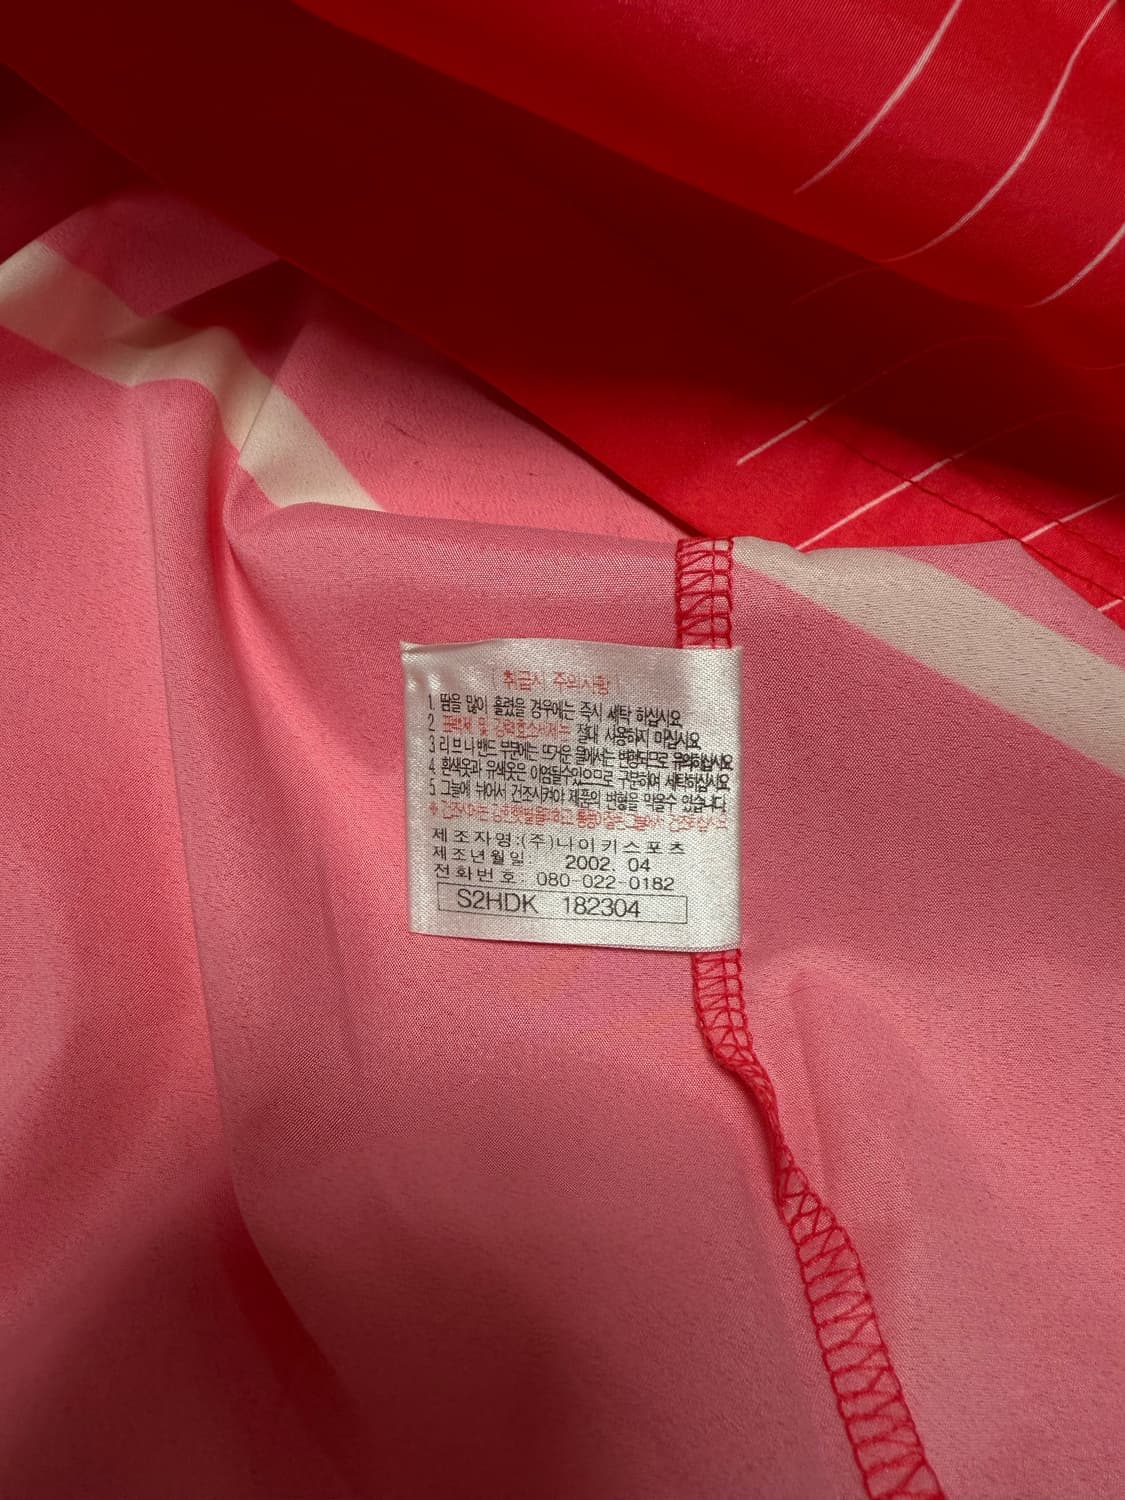 ( 취급시 주의사항 )
1. 땀을 많이 흘렸을 경우에는 즉시 세탁 하십시요
2. 표백제 및 강력효소세제는 절대 사용하지 마십시요
3. 리브나 밴드 부분에는 뜨거운 물에서는 변형되므로 유의하십시요
4. 흰색옷과 유색옷은 이염될수있으므로 구분하여 세탁하십시요
5. 그늘에 뉘어서 건조시켜야 제품의 변형을 막을수 있습니다
제조자명:(주)나이키스포츠
제조년월일: 2002. 04
전화번호: 080-022-0182
S2HDK 182304